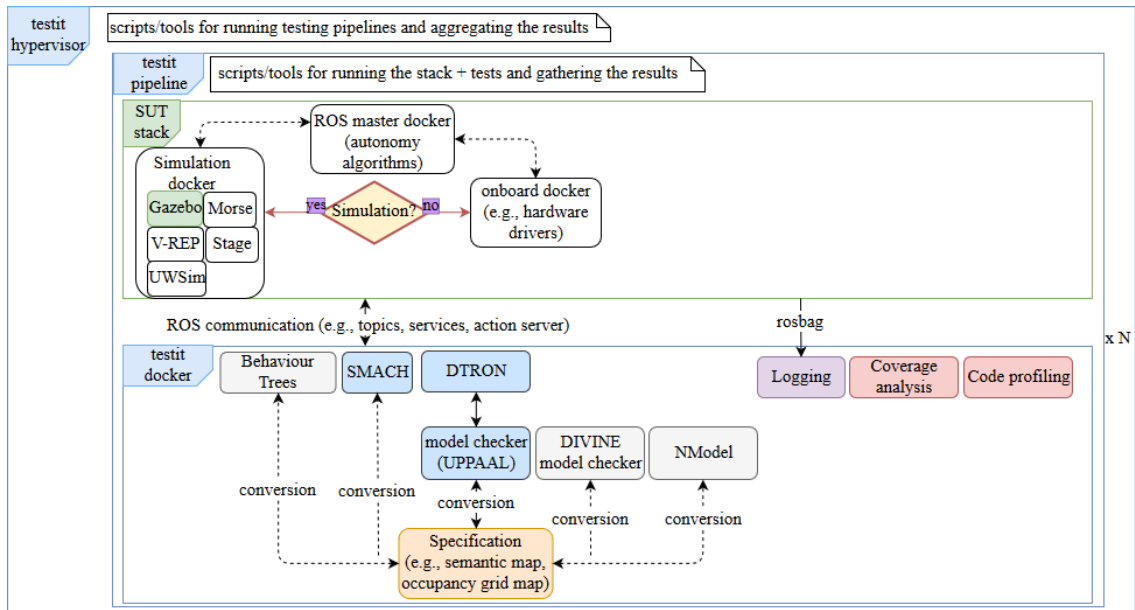 testit
hypervisor
scripts/tools for running testing pipelines and aggregating the results
testit
pipeline
scripts/tools for running the stack + tests and gathering the results
SUT
stack
ROS master docker
(autonomy
algorithms)
Simulation
docker
Gazebo
Morse
V-REP
Stage
UWSim
yes
Simulation?
no
onboard docker
(e.g., hardware
drivers)
ROS communication (e.g., topics, services, action server)
rosbag
x N
testit
docker
Behaviour
Trees
SMACH
DTRON
Logging
Coverage
analysis
Code profiling
model checker
(UPPAAL)
DIVINE
model checker
NModel
conversion
conversion
conversion
conversion
conversion
Specification
(e.g., semantic map,
occupancy grid map)